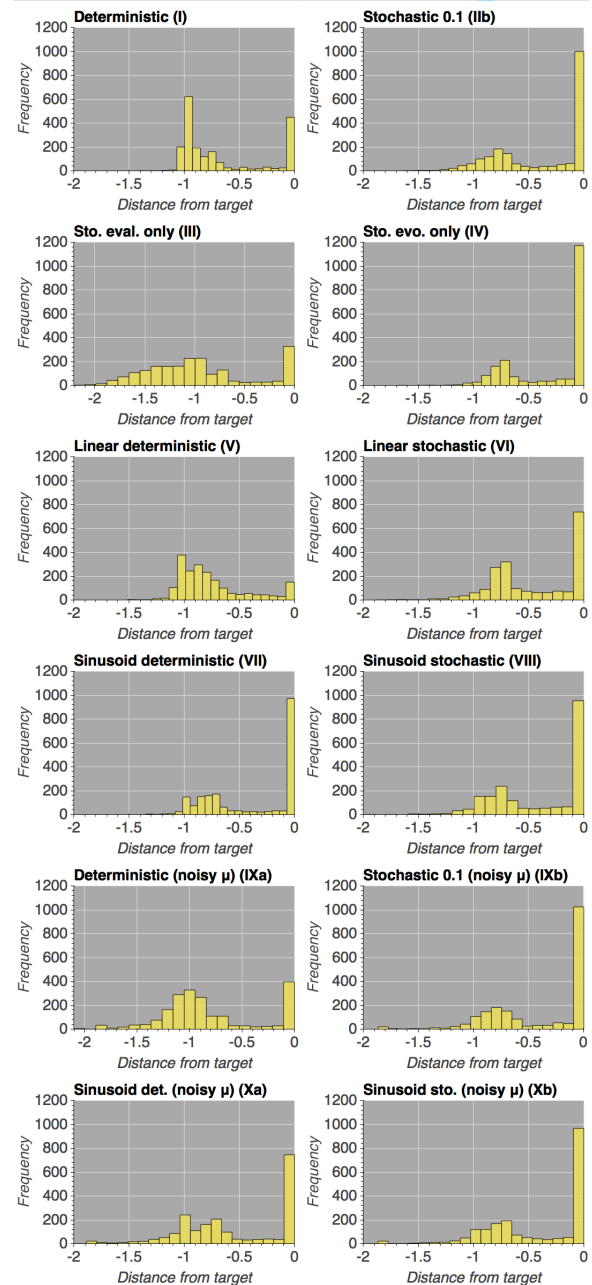 Deterministic (I)
1200
1000
800
600
400
200
0
Frequency
-2 -1.5 -1 -0.5 0
Distance from target
Stochastic 0.1 (IIb)
1200
1000
800
600
400
200
0
Frequency
-2 -1.5 -1 -0.5 0
Distance from target
Sto. eval. only (III)
1200
1000
800
600
400
200
0
Frequency
-2 -1.5 -1 -0.5 0
Distance from target
Sto. evo. only (IV)
1200
1000
800
600
400
200
0
Frequency
-2 -1.5 -1 -0.5 0
Distance from target
Linear deterministic (V)
1200
1000
800
600
400
200
0
Frequency
-2 -1.5 -1 -0.5 0
Distance from target
Linear stochastic (VI)
1200
1000
800
600
400
200
0
Frequency
-2 -1.5 -1 -0.5 0
Distance from target
Sinusoid deterministic (VII)
1200
1000
800
600
400
200
0
Frequency
-2 -1.5 -1 -0.5 0
Distance from target
Sinusoid stochastic (VIII)
1200
1000
800
600
400
200
0
Frequency
-2 -1.5 -1 -0.5 0
Distance from target
Deterministic (noisy μ) (IXa)
1200
1000
800
600
400
200
0
Frequency
-2 -1.5 -1 -0.5 0
Distance from target
Stochastic 0.1 (noisy μ) (IXb)
1200
1000
800
600
400
200
0
Frequency
-2 -1.5 -1 -0.5 0
Distance from target
Sinusoid det. (noisy μ) (Xa)
1200
1000
800
600
400
200
0
Frequency
-2 -1.5 -1 -0.5 0
Distance from target
Sinusoid sto. (noisy μ) (Xb)
1200
1000
800
600
400
200
0
Frequency
-2 -1.5 -1 -0.5 0
Distance from target